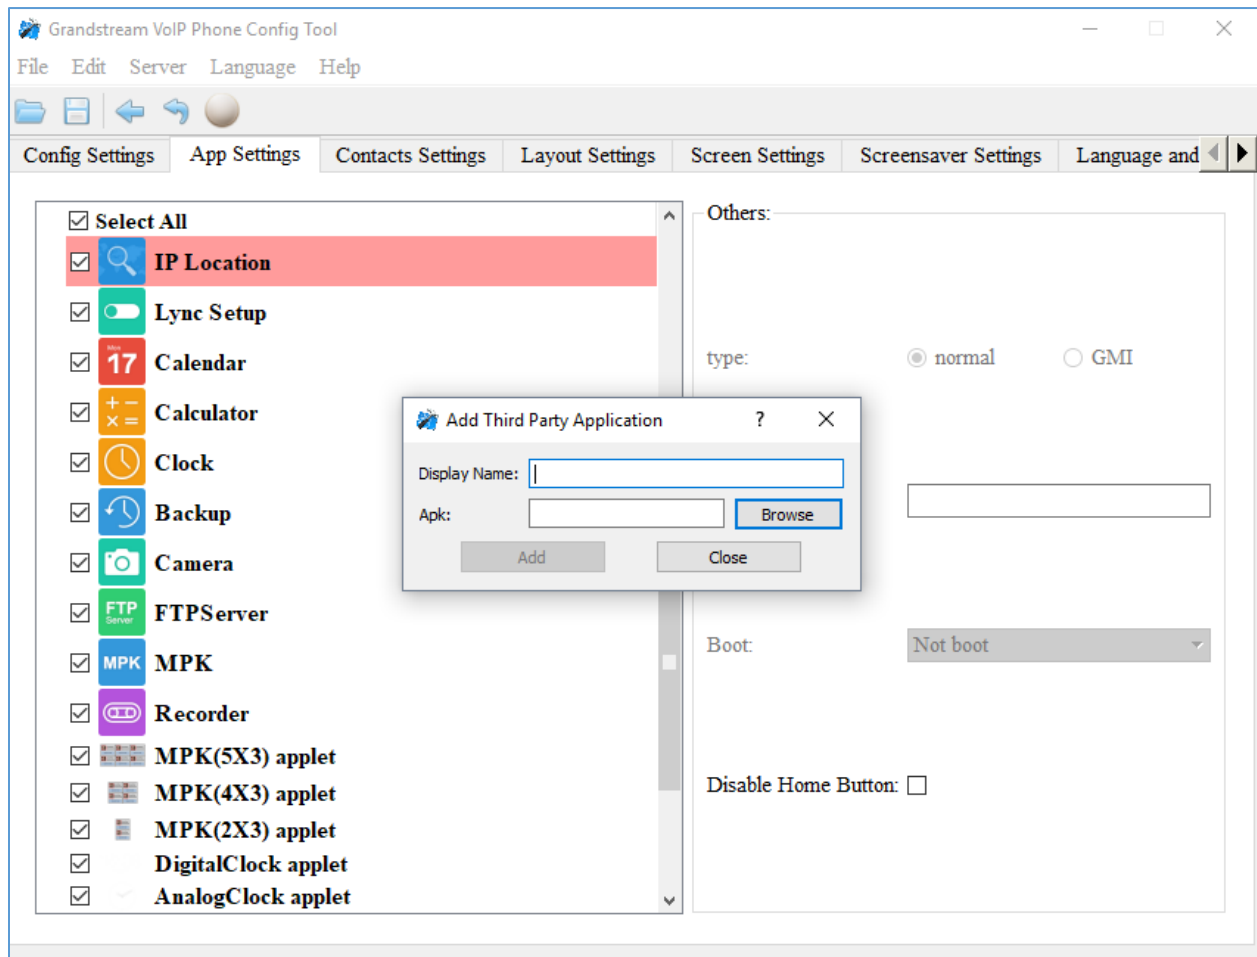 Grandstream VoIP Phone Config Tool
File Edit Server Language Help
Config Settings App Settings Contacts Settings Layout Settings Screen Settings Screensaver Settings Language and
Select All
IP Location
Lync Setup
Mon
17 Calendar
Calculator
Clock
Backup
Camera
FTP
Server FTPServer
MPK MPK
Recorder
MPK(5X3) applet
MPK(4X3) applet
MPK(2X3) applet
DigitalClock applet
AnalogClock applet
Others:
type: normal GMI
Add Third Party Application ?
Display Name:
Apk: Browse
Add Close
Boot: Not boot
Disable Home Button: